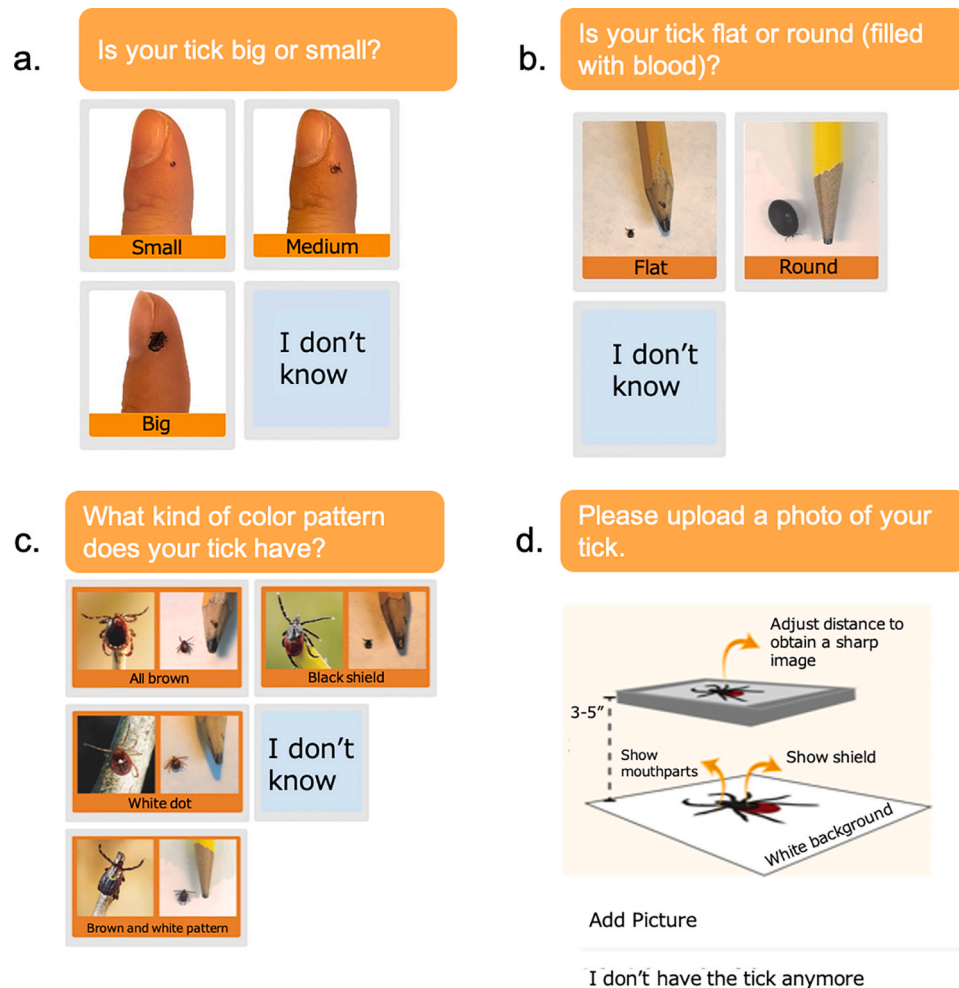 a.
Is your tick big or small?
Small
Medium
Big
I don't
know
b.
Is your tick flat or round (filled
with blood)?
Flat
Round
I don't
know
c.
What kind of color pattern
does your tick have?
All brown
Black shield
White dot
I don't
know
Brown and white pattern
d.
Please upload a photo of your
tick.
Adjust distance to
obtain a sharp
image
3-5"
Show
mouthparts
Show shield
White background
Add Picture
I don't have the tick anymore